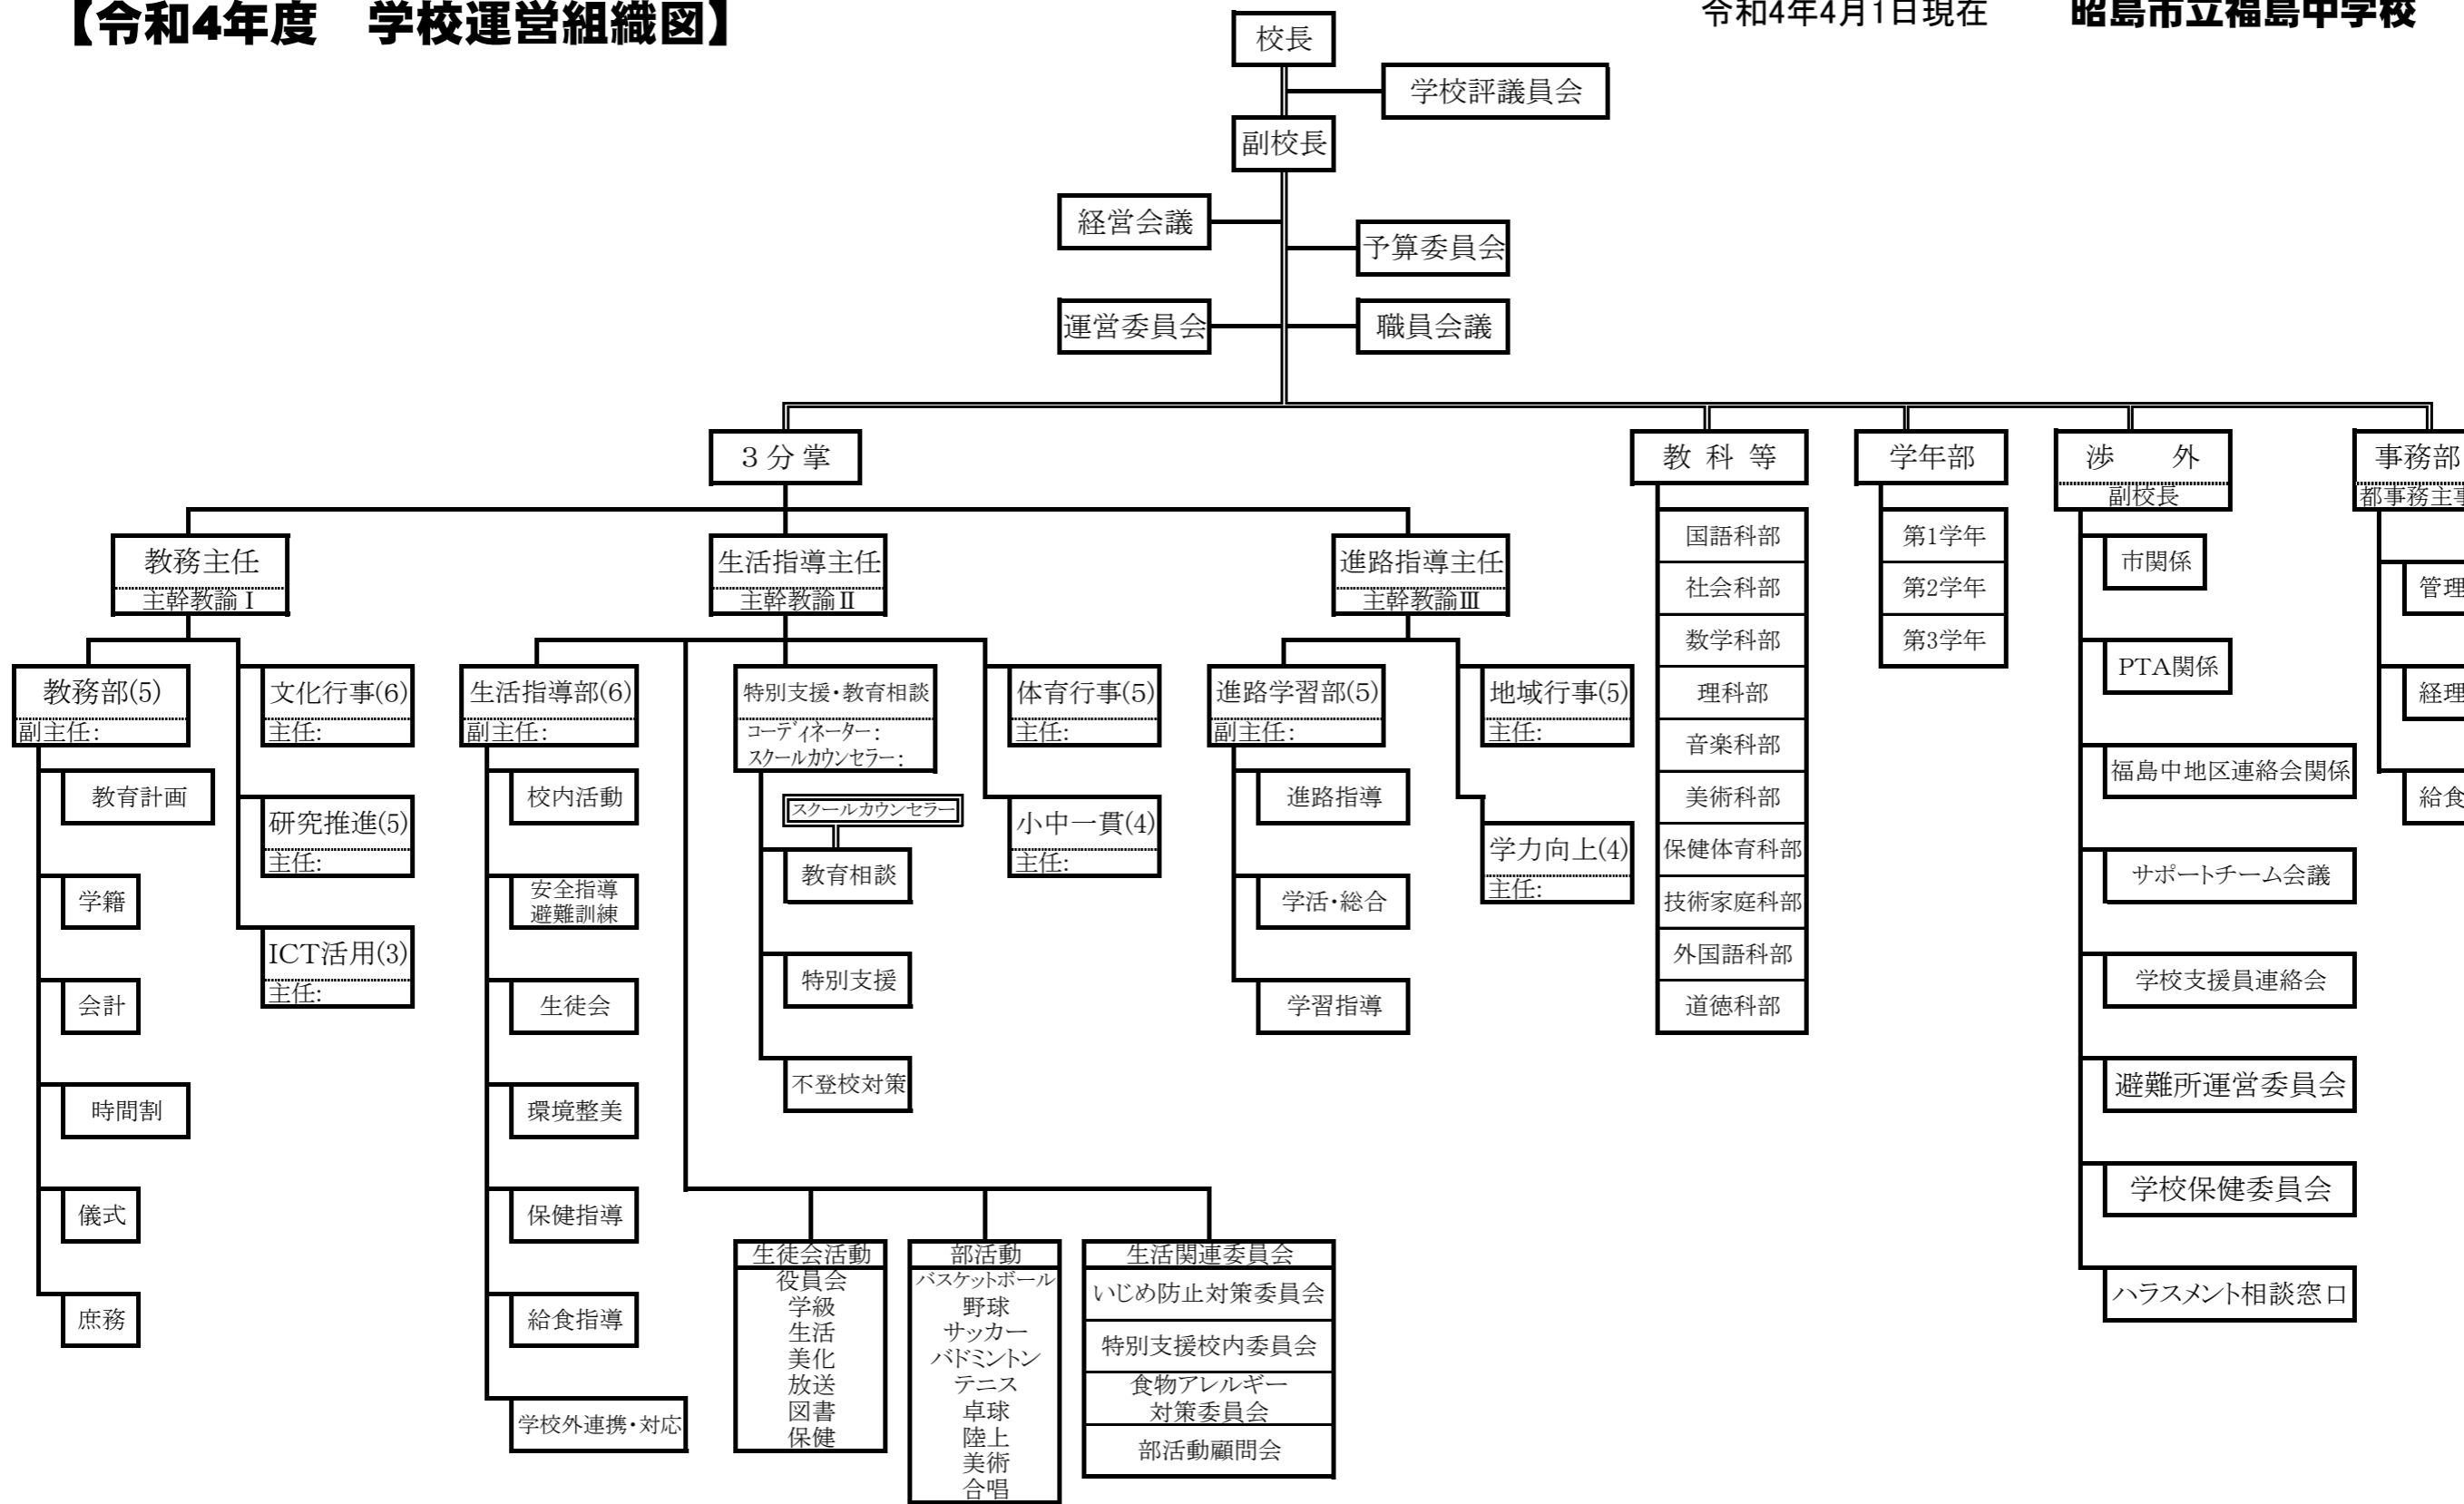 【令和4年度　学校運営組織図】
令和4年4月1日現在
昭島市立福島中学校
校長
学校評議員会
副校長
経営会議
予算委員会
運営委員会
職員会議
３分掌
教科等
学年部
渉　外
副校長
事務部
都事務主事
教務主任
主幹教諭Ⅰ
生活指導主任
主幹教諭Ⅱ
進路指導主任
主幹教諭Ⅲ
教務部(5)
副主任:
教育計画
学籍
会計
時間割
儀式
庶務
文化行事(6)
主任:
研究推進(5)
主任:
ICT活用(3)
主任:
生活指導部(6)
副主任:
校内活動
安全指導
避難訓練
生徒会
環境整美
保健指導
給食指導
学校外連携・対応
特別支援・教育相談
コーディネーター:
スクールカウンセラー:
スクールカウンセラー
教育相談
特別支援
不登校対策
体育行事(5)
主任:
小中一貫(4)
主任:
生徒会活動
役員会
学級
生活
美化
放送
図書
保健
部活動
バスケットボール
野球
サッカー
バドミントン
テニス
卓球
陸上
美術
合唱
生活関連委員会
いじめ防止対策委員会
特別支援校内委員会
食物アレルギー
対策委員会
部活動顧問会
進路学習部(5)
副主任:
進路指導
学活・総合
学習指導
地域行事(5)
主任:
学力向上(4)
主任:
国語科部
社会科部
数学科部
理科部
音楽科部
美術科部
保健体育科部
技術家庭科部
外国語科部
道徳科部
第1学年
第2学年
第3学年
市関係
PTA関係
福島中地区連絡会関係
サポートチーム会議
学校支援員連絡会
避難所運営委員会
学校保健委員会
ハラスメント相談窓口
管理
経理
給食